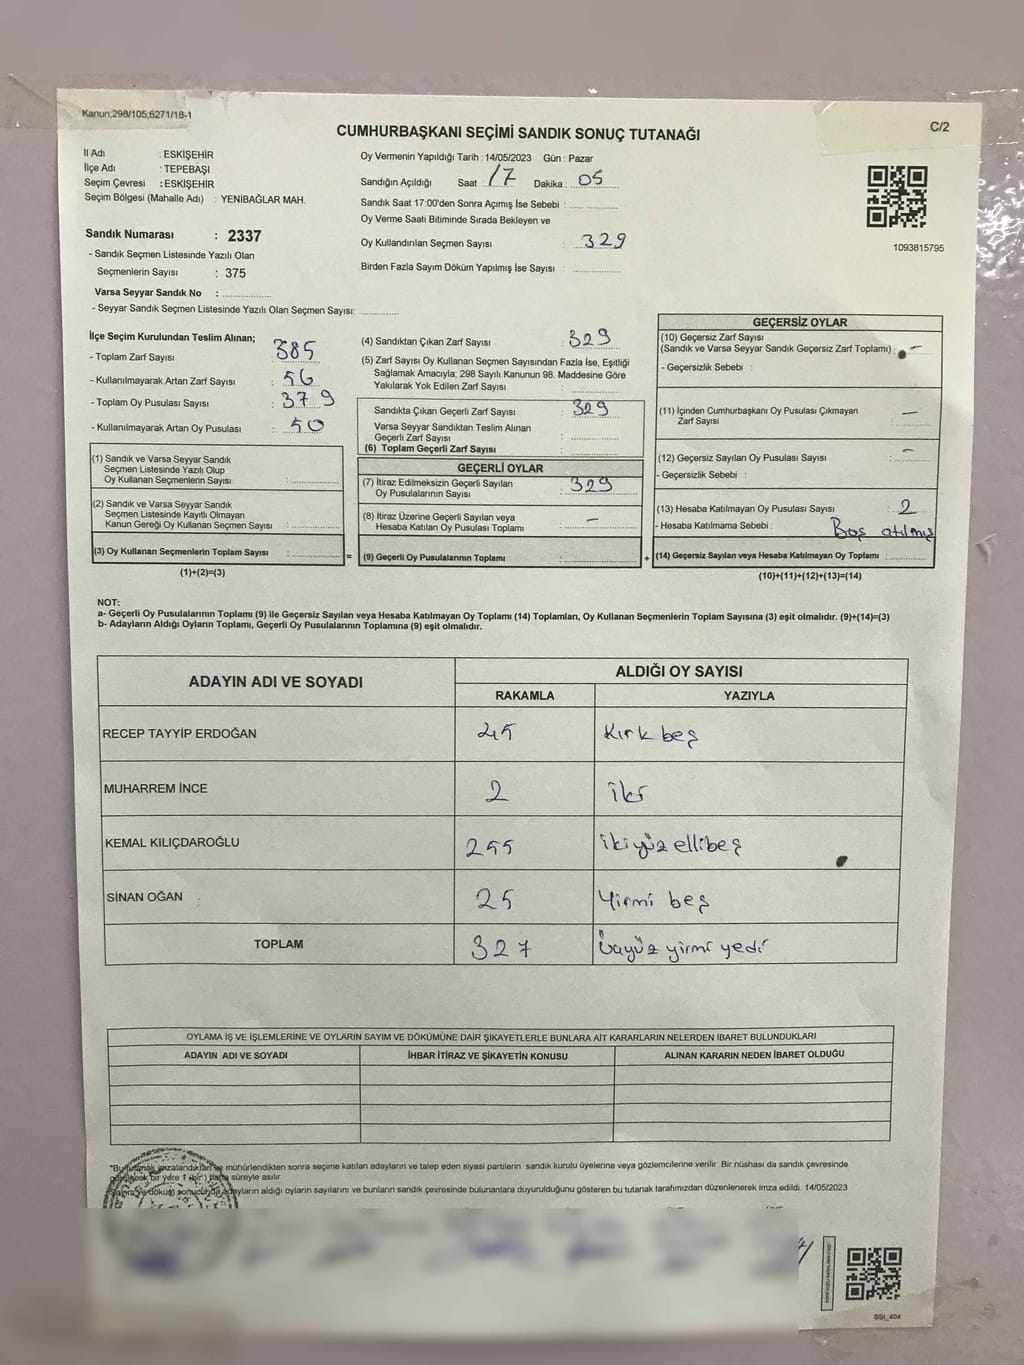 Kanun;298/105;6271/18-1
C/2
CUMHURBAŞKANI SEÇİMİ SANDIK SONUÇ TUTANAĞI
İl Adı : ESKİŞEHİR
İlçe Adı : TEPEBAŞI
Seçim Çevresi : ESKİŞEHİR
Seçim Bölgesi (Mahalle Adı) : YENİBAĞLAR MAH.
Sandık Numarası : 2337
- Sandık Seçmen Listesinde Yazılı Olan
Seçmenlerin Sayısı : 375
Varsa Seyyar Sandık No :
- Seyyar Sandık Seçmen Listesinde Yazılı Olan Seçmen Sayısı:
Oy Vermenin Yapıldığı Tarih : 14/05/2023 Gün : Pazar
Sandığın Açıldığı Saat : 17 Dakika : 05
Sandık Saat 17:00'den Sonra Açımış İse Sebebi :
Oy Verme Saati Bitiminde Sırada Bekleyen ve
Oy Kullandırılan Seçmen Sayısı : 329
Birden Fazla Sayım Döküm Yapılmış İse Sayısı :
1093815795
İlçe Seçim Kurulundan Teslim Alınan;
- Toplam Zarf Sayısı : 385
- Kullanılmayarak Artan Zarf Sayısı : 56
- Toplam Oy Pusulası Sayısı : 379
- Kullanılmayarak Artan Oy Pusulası : 50
(1) Sandık ve Varsa Seyyar Sandık
Seçmen Listesinde Yazılı Olup
Oy Kullanan Seçmenlerin Sayısı :
(2) Sandık ve Varsa Seyyar Sandık
Seçmen Listesinde Kayıtlı Olmayan
Kanun Gereği Oy Kullanan Seçmen Sayısı :
(3) Oy Kullanan Seçmenlerin Toplam Sayısı : =
(1)+(2)=(3)
(4) Sandıktan Çıkan Zarf Sayısı : 329
(5) Zarf Sayısı Oy Kullanan Seçmen Sayısından Fazla İse, Eşitliği
Sağlamak Amacıyla; 298 Sayılı Kanunun 98. Maddesine Göre
Yakılarak Yok Edilen Zarf Sayısı :
Sandıkta Çıkan Geçerli Zarf Sayısı : 329
Varsa Seyyar Sandıktan Teslim Alınan
Geçerli Zarf Sayısı :
(6) Toplam Geçerli Zarf Sayısı
GEÇERLİ OYLAR
(7) İtiraz Edilmeksizin Geçerli Sayılan
Oy Pusulalarının Sayısı : 329
(8) İtiraz Üzerine Geçerli Sayılan veya
Hesaba Katılan Oy Pusulası Toplamı : -
(9) Geçerli Oy Pusulalarının Toplamı : +
GEÇERSİZ OYLAR
(10) Geçersiz Zarf Sayısı
(Sandık ve Varsa Seyyar Sandık Geçersiz Zarf Toplamı) : -
- Geçersizlik Sebebi :
(11) İçinden Cumhurbaşkanı Oy Pusulası Çıkmayan
Zarf Sayısı : -
(12) Geçersiz Sayılan Oy Pusulası Sayısı : -
- Geçersizlik Sebebi :
(13) Hesaba Katılmayan Oy Pusulası Sayısı : 2
- Hesaba Katılmama Sebebi : Boş atılmış
(14) Geçersiz Sayılan veya Hesaba Katılmayan Oy Toplamı :
(10)+(11)+(12)+(13)=(14)
NOT:
a- Geçerli Oy Pusulalarının Toplamı (9) ile Geçersiz Sayılan veya Hesaba Katılmayan Oy Toplamı (14) Toplamları, Oy Kullanan Seçmenlerin Toplam Sayısına (3) eşit olmalıdır. (9)+(14)=(3)
b- Adayların Aldığı Oyların Toplamı, Geçerli Oy Pusulalarının Toplamına (9) eşit olmalıdır.
ADAYIN ADI VE SOYADI
ALDIĞI OY SAYISI
RAKAMLA YAZIYLA
RECEP TAYYİP ERDOĞAN 45 Kırk beş
MUHARREM İNCE 2 iki
KEMAL KILIÇDAROĞLU 255 ikiyüz ellibeş
SİNAN OĞAN 25 Yirmi beş
TOPLAM 327 üçyüz yirmi yedi
OYLAMA İŞ VE İŞLEMLERİNE VE OYLARIN SAYIM VE DÖKÜMÜNE DAİR ŞİKAYETLERLE BUNLARA AİT KARARLARIN NELERDEN İBARET BULUNDUKLARI
ADAYIN ADI VE SOYADI İHBAR İTİRAZ VE ŞİKAYETİN KONUSU ALINAN KARARIN NEDEN İBARET OLDUĞU
"Bu tutanak imzalandıktan ve mühürlendikten sonra seçime katılan adayların ve talep eden siyasi partilerin sandık kurulu üyelerine veya gözlemcilerine verilir. Bir nüshası da sandık çevresinde
bir yere 1 (bir) hafta süreyle asılır
Sayım ve döküm sonucunda adayların aldığı oyların sayılarını ve bunların sandık çevresinde bulunanlara duyurulduğunu gösteren bu tutanak tarafımızdan düzenlenerek imza edildi. 14/05/2023
SSI_404